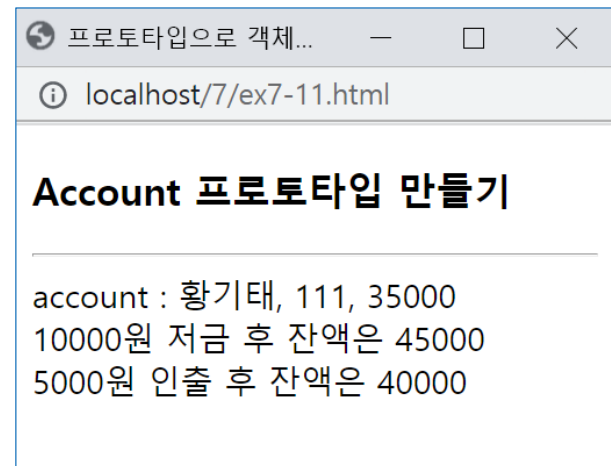 프로토타입으로 객체...
localhost/7/ex7-11.html
Account 프로토타입 만들기
account : 황기태, 111, 35000
10000원 저금 후 잔액은 45000
5000원 인출 후 잔액은 40000